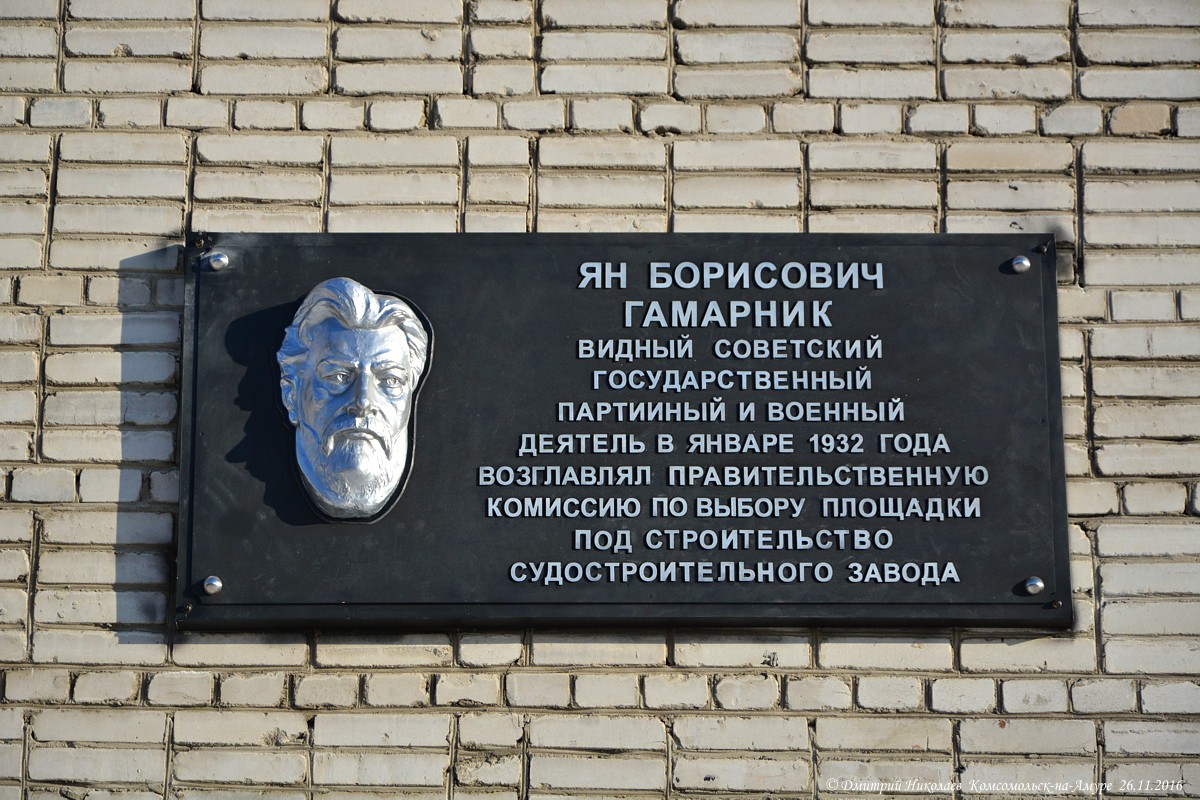 ЯН БОРИСОВИЧ
ГАМАРНИК
ВИДНЫЙ СОВЕТСКИЙ
ГОСУДАРСТВЕННЫЙ
ПАРТИИНЫЙ И ВОЕННЫЙ
ДЕЯТЕЛЬ В ЯНВАРЕ 1932 ГОДА
ВОЗГЛАВЛЯЛ ПРАВИТЕЛЬСТВЕННУЮ
КОМИССИЮ ПО ВЫБОРУ ПЛОЩАДКИ
ПОД СТРОИТЕЛЬСТВО
СУДОСТРОИТЕЛЬНОГО ЗАВОДА
© Дмитрий Николаев Комсомольск-на-Амуре 26.11.2016